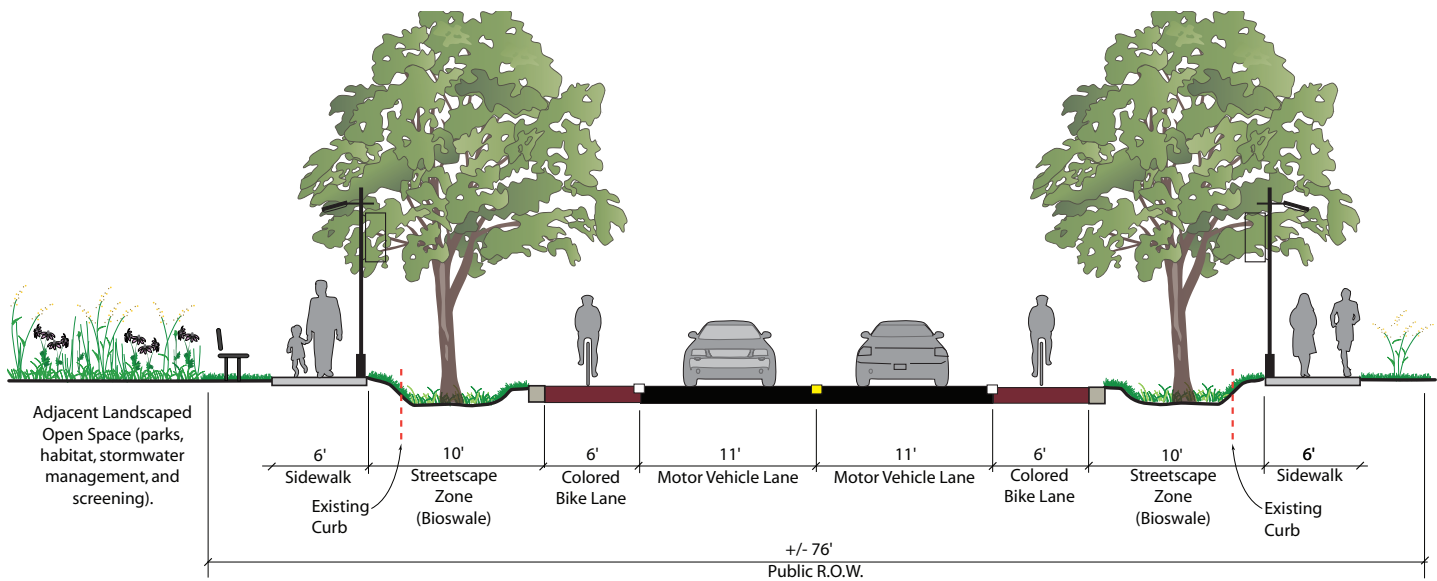 Adjacent Landscaped
Open Space (parks,
habitat, stormwater
management, and
screening).
6'
Sidewalk
Existing
Curb
10'
Streetscape
Zone
(Bioswale)
6'
Colored
Bike Lane
11'
Motor Vehicle Lane
11'
Motor Vehicle Lane
6'
Colored
Bike Lane
10'
Streetscape
Zone
(Bioswale)
Existing
Curb
6'
Sidewalk
+/- 76'
Public R.O.W.